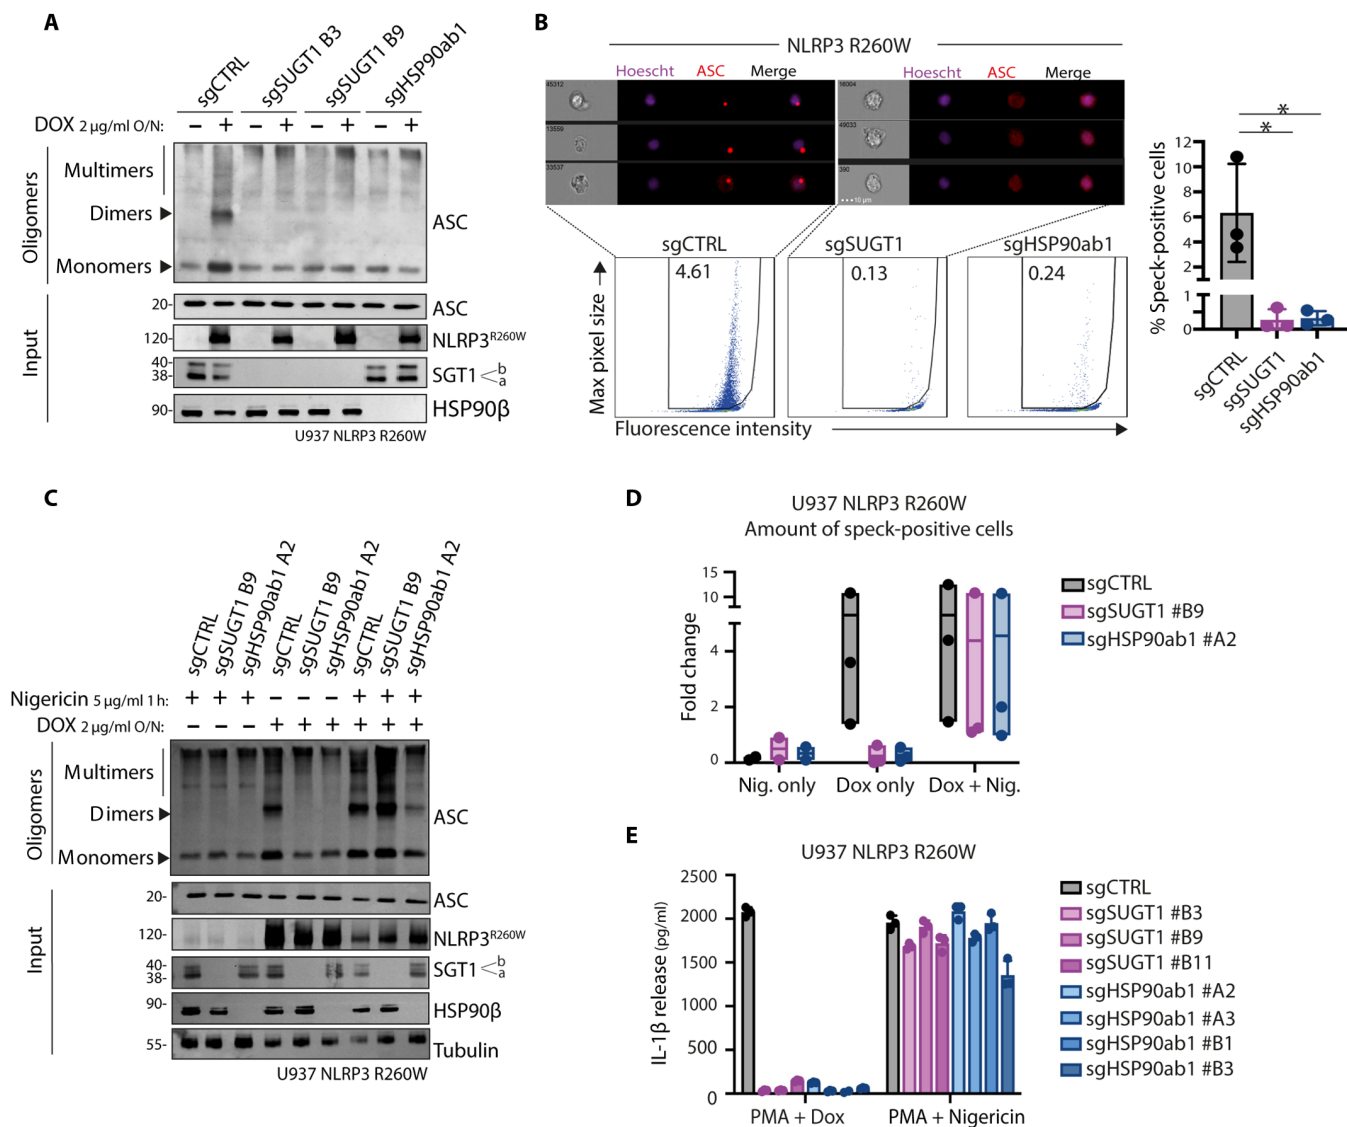 A
sgCTRL
sgSUGT1 B3
sgSUGT1 B9
sgHSP90ab1
DOX 2 µg/ml O/N:
− + − + − + − +
Oligomers
Multimers
Dimers
Monomers
ASC
Input
20-
ASC
120-
NLRP3R260W
40-
38-
SGT1
b
a
90-
HSP90β
U937 NLRP3 R260W
B
NLRP3 R260W
Hoescht ASC Merge
Hoescht ASC Merge
45312
13559
33537
16004
49033
390
10 µm
sgCTRL
sgSUGT1
sgHSP90ab1
4.61
0.13
0.24
Max pixel size
Fluorescence intensity
% Speck-positive cells
12
10
8
6
4
2
1
0
*
*
sgCTRL
sgSUGT1
sgHSP90ab1
C
sgCTRL
sgSUGT1 B9
sgHSP90ab1 A2
sgCTRL
sgSUGT1 B9
sgHSP90ab1 A2
sgCTRL
sgSUGT1 B9
sgHSP90ab1 A2
Nigericin 5 µg/ml 1 h: + + + − − − + + +
DOX 2 µg/ml O/N: − − − + + + + + +
Oligomers
Multimers
Dimers
Monomers
ASC
Input
20-
ASC
120-
NLRP3R260W
40-
38-
SGT1
b
a
90-
HSP90β
55-
Tubulin
U937 NLRP3 R260W
D
U937 NLRP3 R260W
Amount of speck-positive cells
Fold change
15
10
4
2
0
Nig. only
Dox only
Dox + Nig.
sgCTRL
sgSUGT1 #B9
sgHSP90ab1 #A2
E
U937 NLRP3 R260W
IL-1β release (pg/ml)
2500
2000
1500
1000
500
0
PMA + Dox
PMA + Nigericin
sgCTRL
sgSUGT1 #B3
sgSUGT1 #B9
sgSUGT1 #B11
sgHSP90ab1 #A2
sgHSP90ab1 #A3
sgHSP90ab1 #B1
sgHSP90ab1 #B3